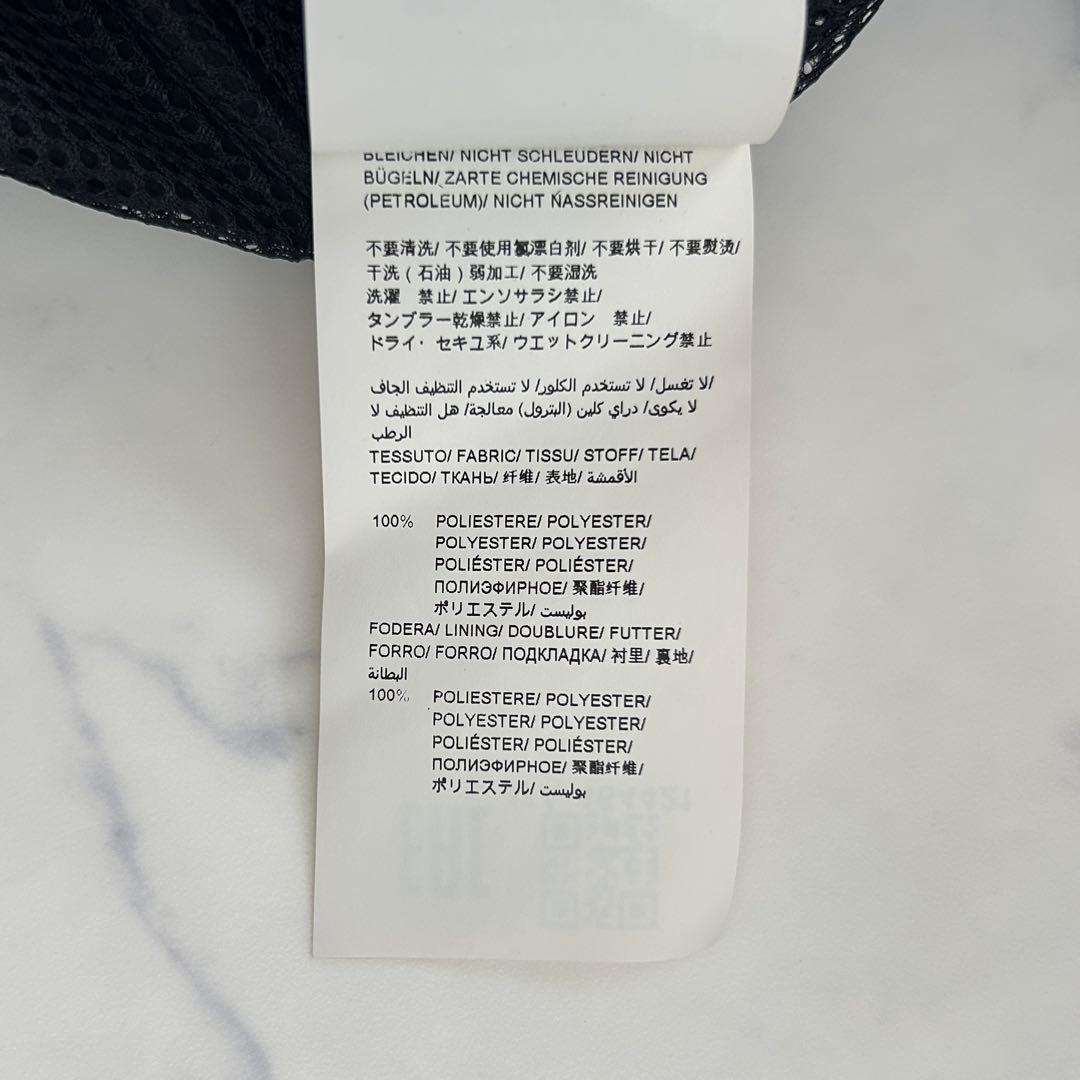 BLEICHEN/ NICHT SCHLEUDERN/ NICHT
BÜGELN/ ZARTE CHEMISCHE REINIGUNG
(PETROLEUM)/ NICHT NASSREINIGEN
不要清洗/ 不要使用氯漂白剂/ 不要烘干/ 不要熨烫/
干洗 ( 石油 ) 弱加工/ 不要湿洗
洗濯 禁止/ エンソサラシ禁止/
タンブラー乾燥禁止/ アイロン 禁止/
ドライ・ セキユ系/ ウエットクリーニング禁止
لا تغسل/ لا تستخدم الكلور/ لا تستخدم التنظيف الجاف/
لا يكوى/ دراي كلين (البترول) معالجة/ هل التنظيف لا
الرطب
TESSUTO/ FABRIC/ TISSU/ STOFF/ TELA/
TECIDO/ ТКАНЬ/ 纤维/ 表地/ الأقمشة
100% POLIESTERE/ POLYESTER/
POLYESTER/ POLYESTER/
POLIÉSTER/ POLIÉSTER/
ПОЛИЭФИРНОЕ/ 聚酯纤维/
ポリエステル/ بوليست
FODERA/ LINING/ DOUBLURE/ FUTTER/
FORRO/ FORRO/ ПОДКЛАДКА/ 衬里/ 裏地/
البطانة
100% POLIESTERE/ POLYESTER/
POLYESTER/ POLYESTER/
POLIÉSTER/ POLIÉSTER/
ПОЛИЭФИРНОЕ/ 聚酯纤维/
ポリエステル/ بوليست